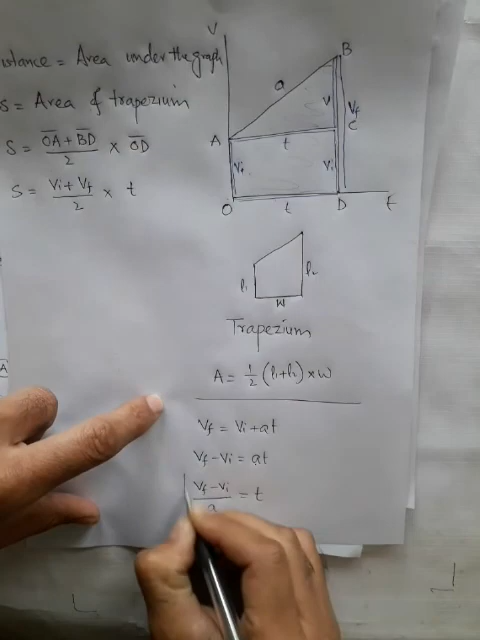 Distance = Area under the graph
S = Area of trapezium
S = OA + BD / 2 × OD
S = Vi + Vf / 2 × t
V
B
a
V
Vf
C
A
t
Vi
Vi
O
t
D
t
l1
l2
W
Trapezium
A = 1/2 (l1+l2) × W
Vf = Vi + at
Vf - Vi = at
Vf - Vi / a = t